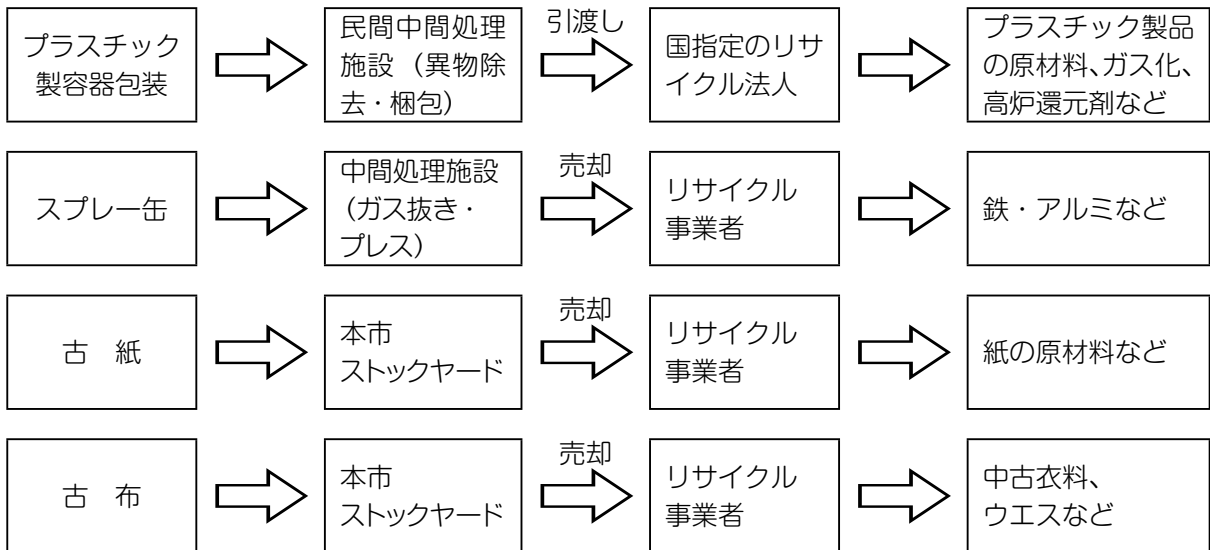 プラスチック
製容器包装
民間中間処理
施設（異物除
去・梱包）
引渡し
国指定のリサ
イクル法人
プラスチック製品
の原材料、ガス化、
高炉還元剤など
スプレー缶
中間処理施設
（ガス抜き・
プレス）
売却
リサイクル
事業者
鉄・アルミなど
古　紙
本市
ストックヤード
売却
リサイクル
事業者
紙の原材料など
古　布
本市
ストックヤード
売却
リサイクル
事業者
中古衣料、
ウエスなど